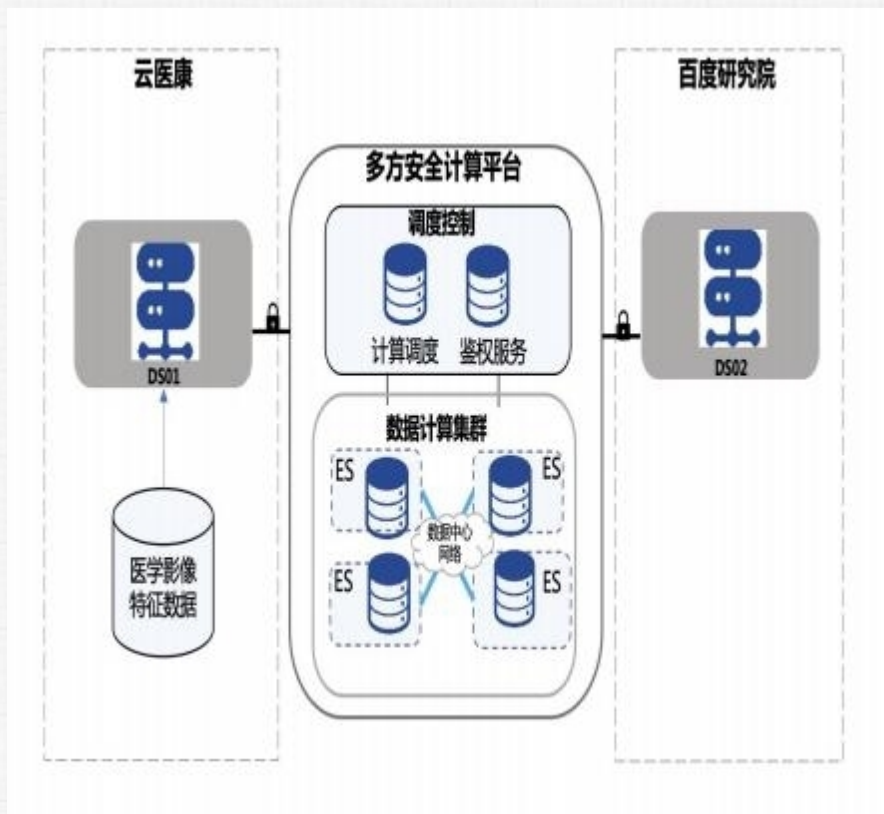 云医康
百度研究院
多方安全计算平台
调度控制
计算调度
鉴权服务
DS01
DS02
数据计算集群
ES
ES
数据中心
网络
ES
ES
医学影像
特征数据